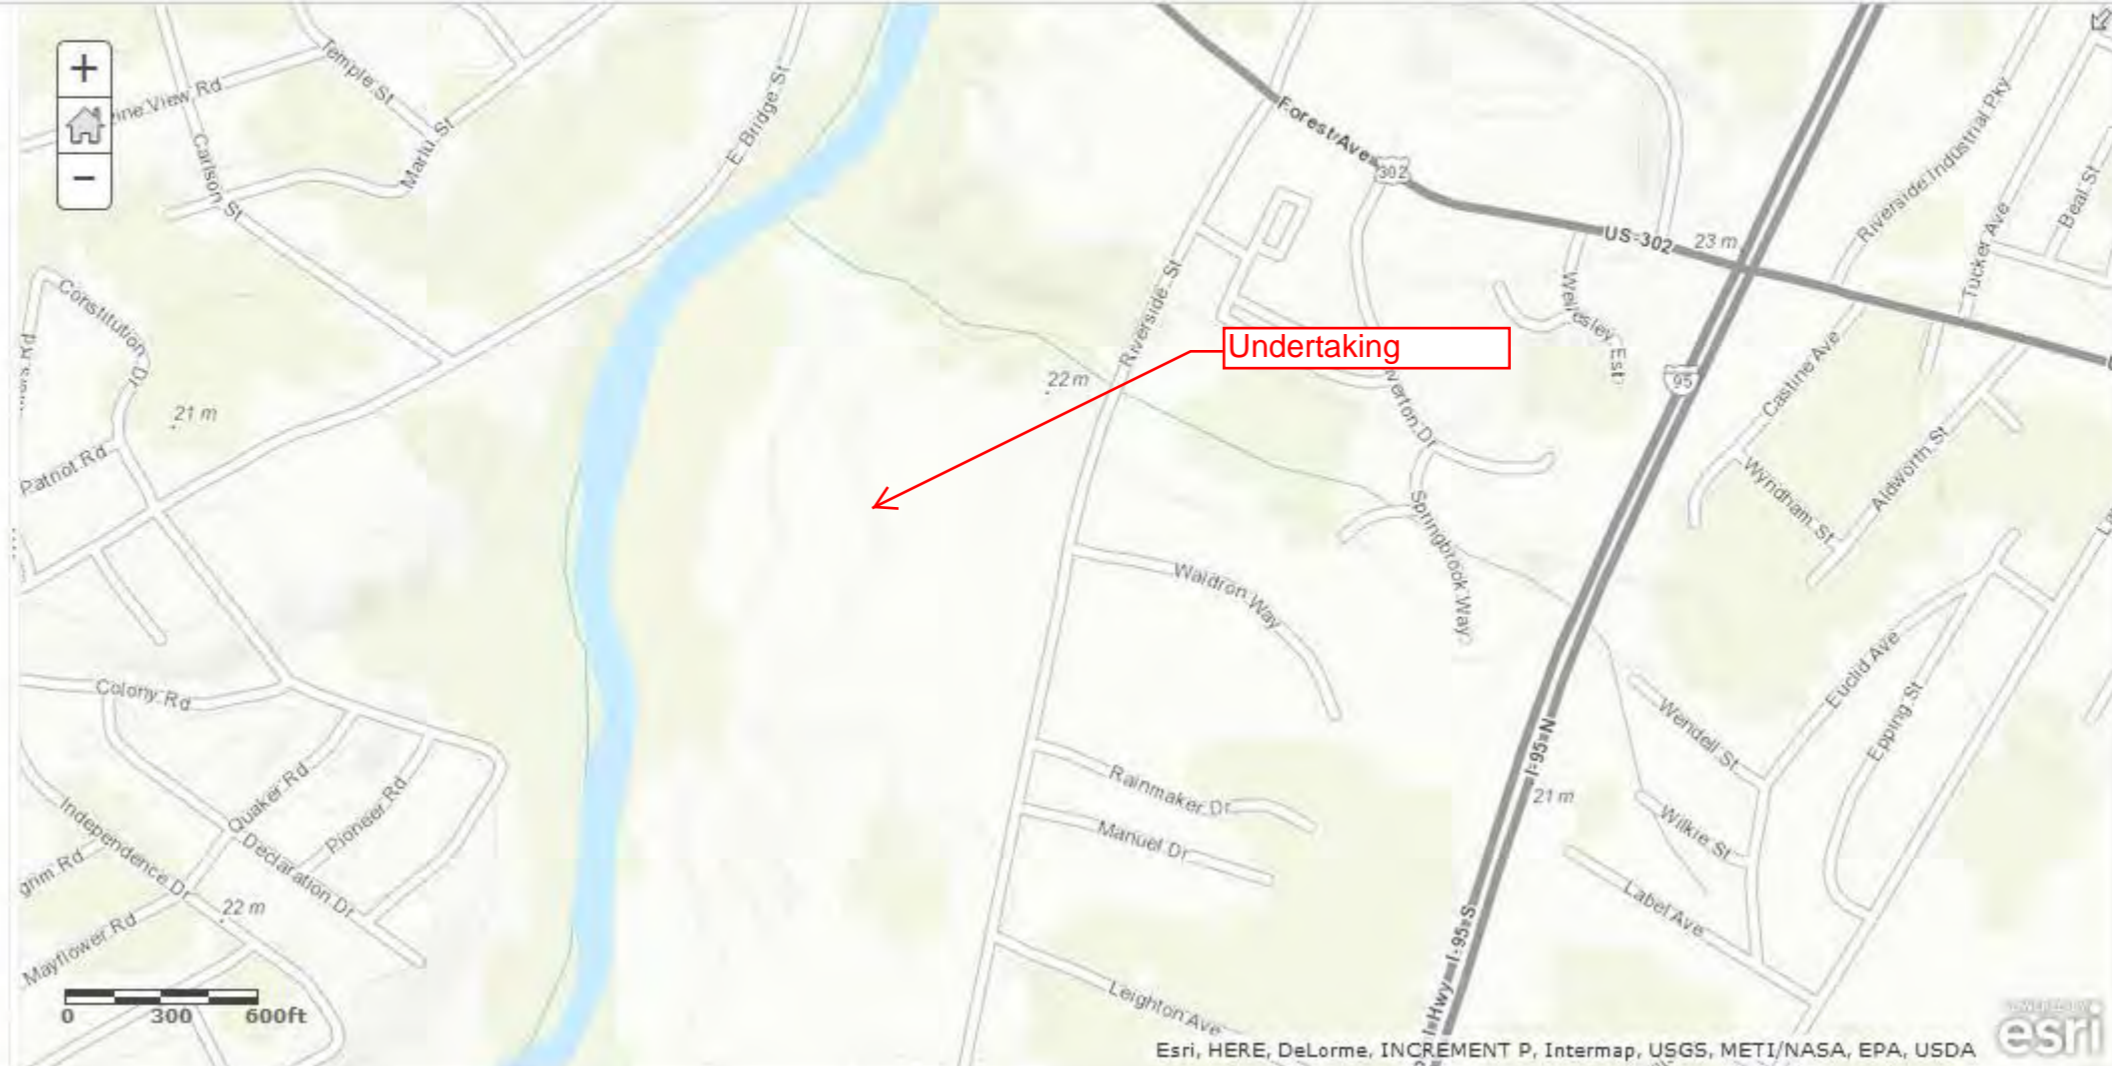 +
−
Temple St
Marlu St
Carlson St
E Bridge St
Forest Ave
302
US-302
23 m
Riverside Industrial Pky
Tucker Ave
Beal St
Constitution Dr
Riverside St
Wellesley Est
Undertaking
22 m
95
Castine Ave
21 m
Patriot Rd
Aldworth St
Wyndham St
Springbrook Way
Waldron Way
Euclid Ave
Epping St
Colony Rd
Wendell St
I-95 N
Quaker Rd
Pioneer Rd
Rainmaker Dr
21 m
Manuel Dr
Wilkie St
Independence Dr
Declaration Dr
22 m
Label Ave
Mayflower Rd
I-95 S
Leighton Ave
0 300 600ft
Esri, HERE, DeLorme, INCREMENT P, Intermap, USGS, METI/NASA, EPA, USDA
POWERED BY
esri